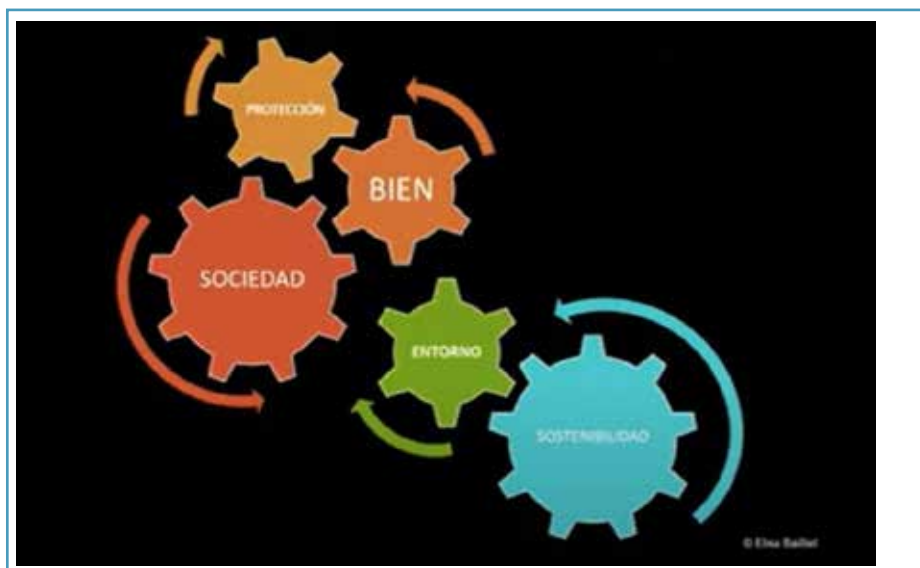 PROTECCIÓN
BIEN
SOCIEDAD
ENTORNO
SOSTENIBILIDAD
© Elisa Baillet